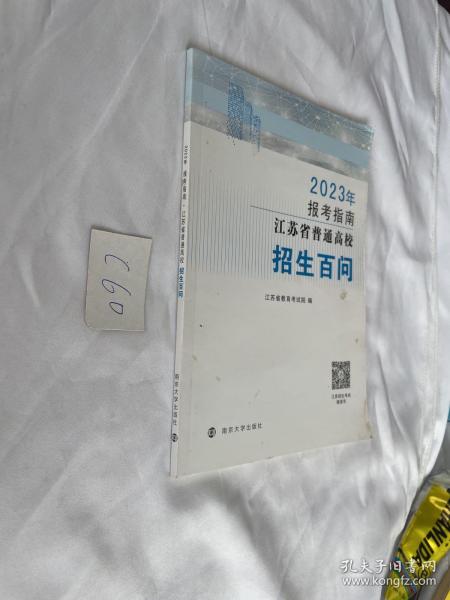 2023年
报考指南
江苏省普通高校
招生百问
江苏省教育考试院 编
南京大学出版社
2023年 报考指南·江苏省普通高校 招生百问
南京大学出版社
C60
孔夫子旧书网
www.kongfz.com